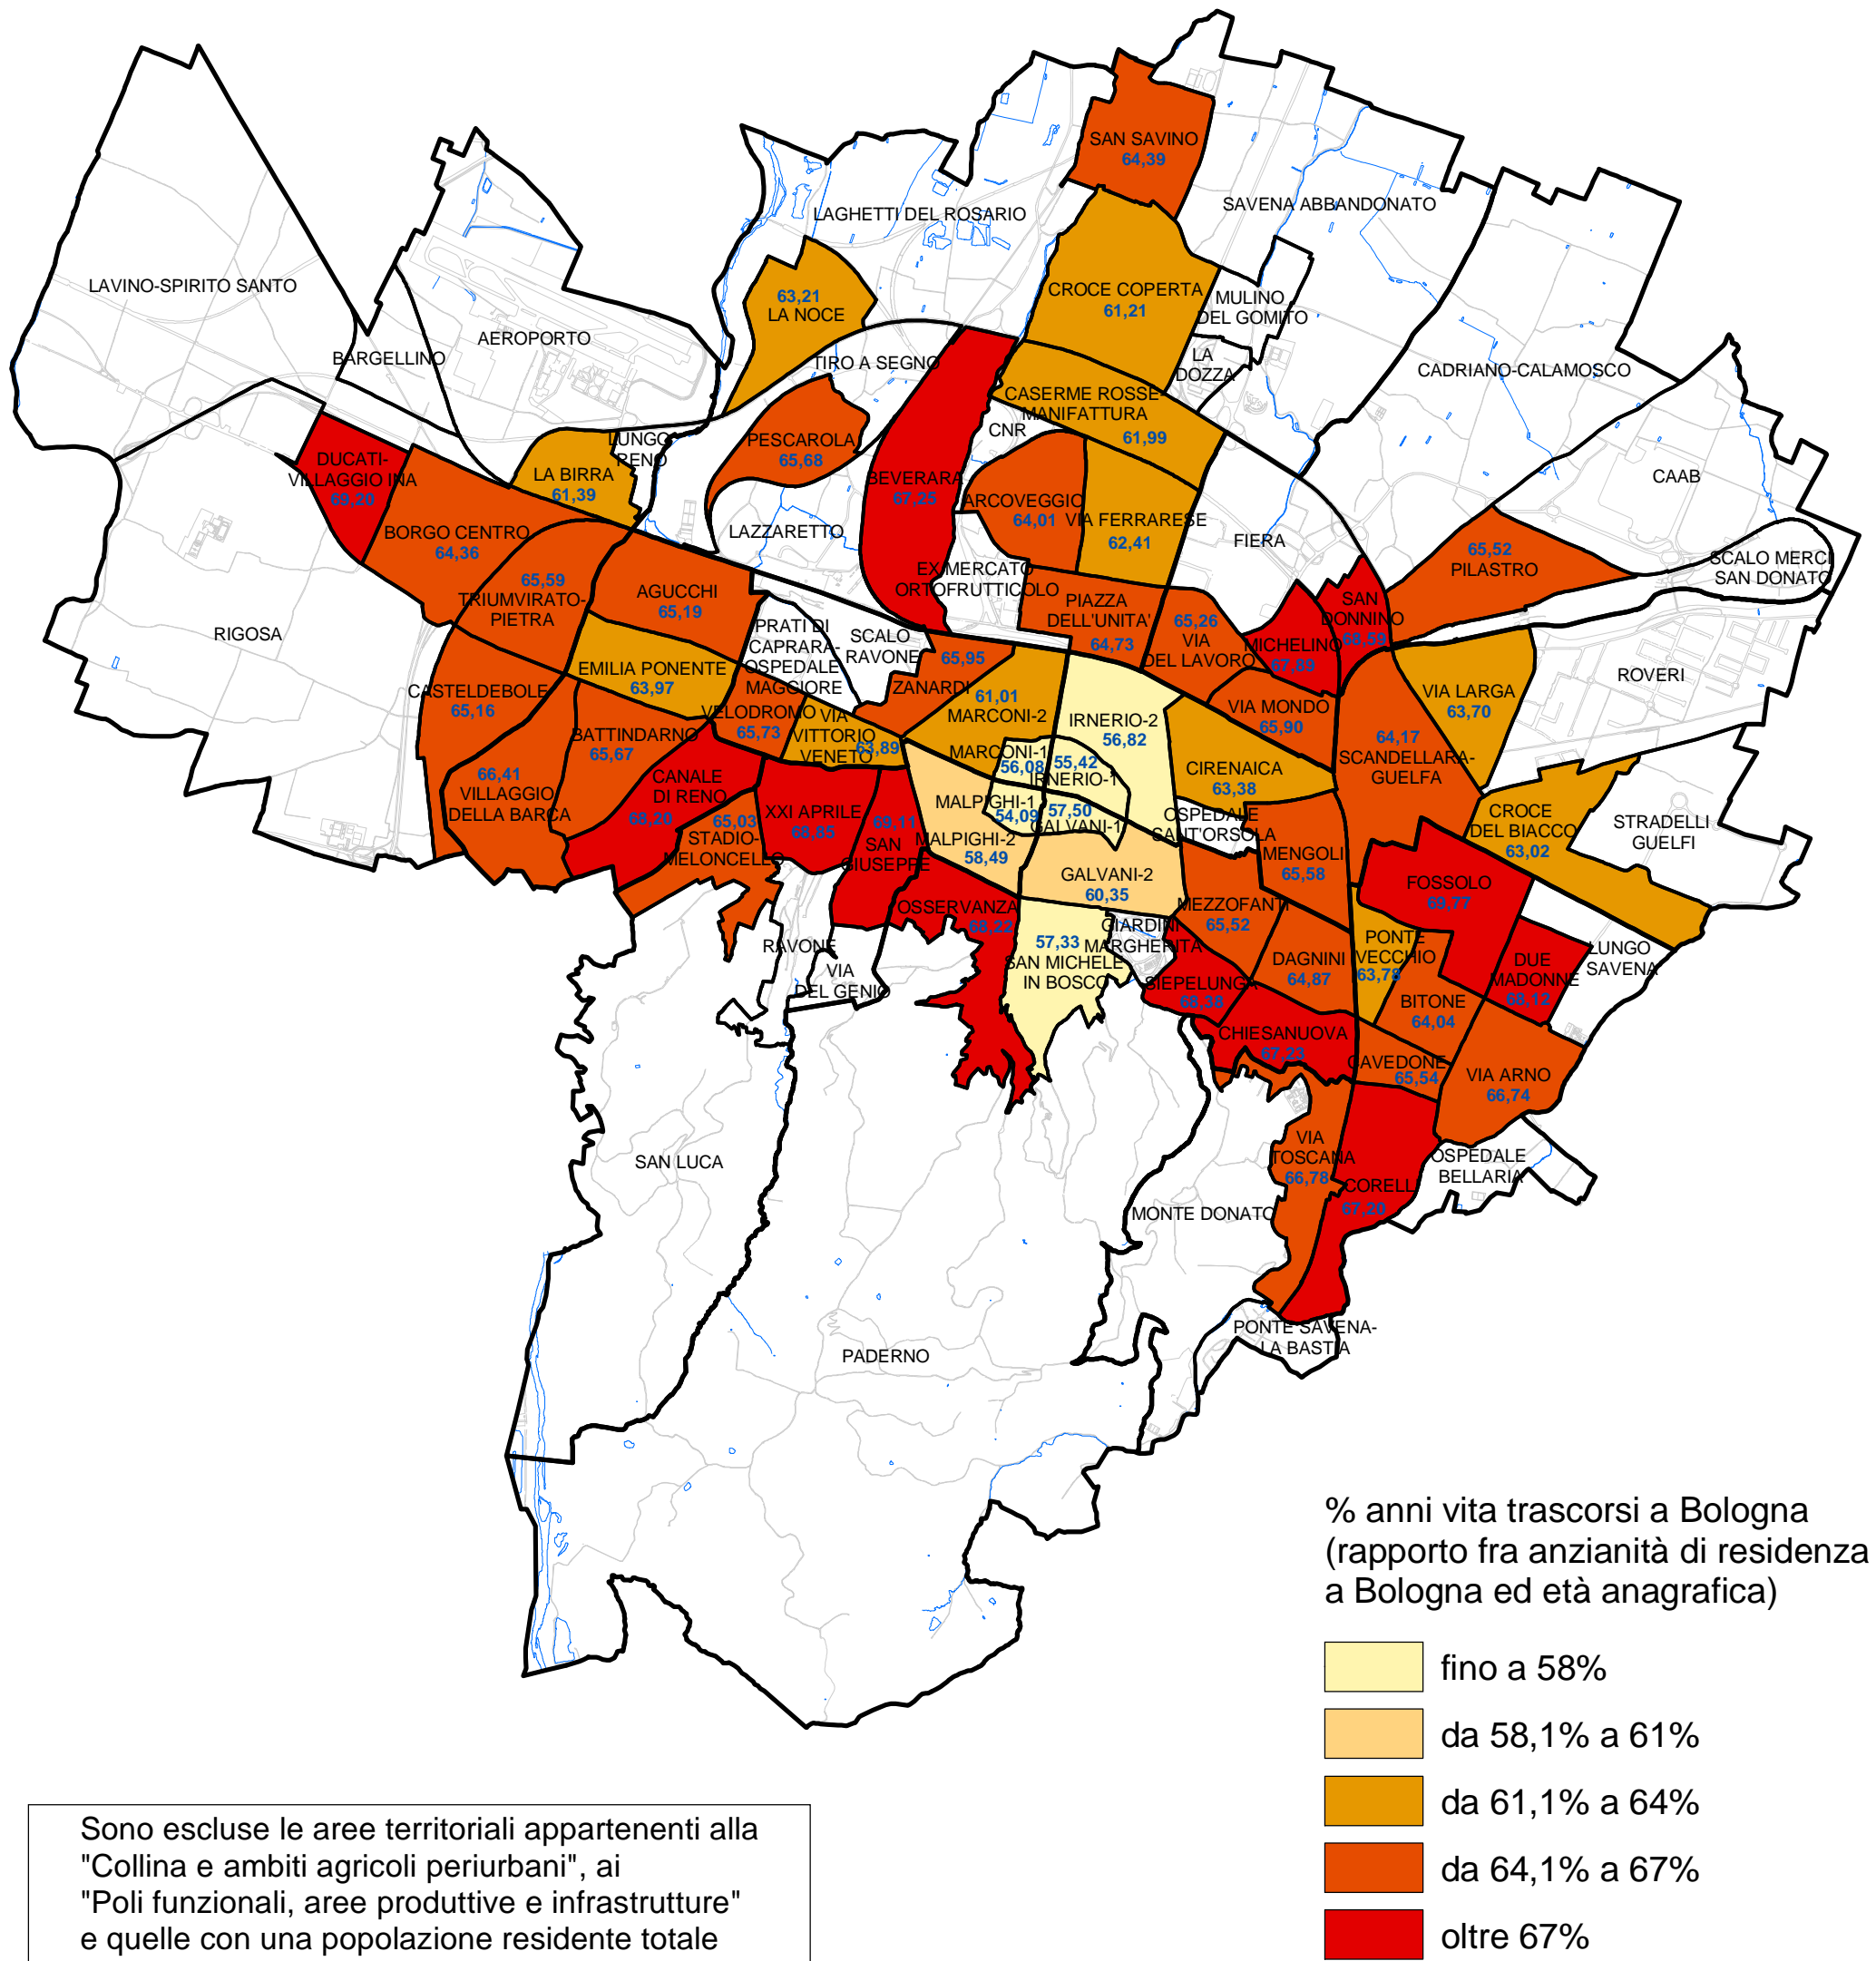 SAN SAVINO
64,39
SAVENA ABBANDONATO
LAGHETTI DEL ROSARIO
LAVINO-SPIRITO SANTO
AEROPORTO
BARGELLINO
63,21
LA NOCE
CROCE COPERTA
61,21
MULINO
DEL GOMITO
TIRO A SEGNO
LA
DOZZA
CADRIANO-CALAMOSCO
CASERME ROSSE-
MANIFATTURA
61,99
CNR
DUCATI-
VILLAGGIO INA
69,20
LA BIRRA
61,39
LUNGO
RENO
PESCAROLA
65,68
BEVERARA
67,25
ARCOVEGGIO
64,01
VIA FERRARESE
62,41
CAAB
BORGO CENTRO
64,36
LAZZARETTO
FIERA
65,52
PILASTRO
SCALO MERCI
SAN DONATO
EX MERCATO
ORTOFRUTTICOLO
65,59
TRIUMVIRATO-
PIETRA
AGUCCHI
65,19
PIAZZA
DELL'UNITA'
64,73
65,26
VIA
DEL LAVORO
MICHELINO
67,89
SAN
DONNINO
68,59
RIGOSA
PRATI DI
CAPRARA-
OSPEDALE
MAGGIORE
SCALO
RAVONE
65,95
ZANARDI
ROVERI
EMILIA PONENTE
63,97
CASTELDEBOLE
65,16
61,01
MARCONI-2
VIA LARGA
63,70
VELODROMO
65,73
VIA
VITTORIO
VENETO
63,89
IRNERIO-2
56,82
VIA MONDO
65,90
BATTINDARNO
65,67
64,17
SCANDELLARA-
GUELFA
MARCONI-1
56,08
55,42
IRNERIO-1
CIRENAICA
63,38
66,41
VILLAGGIO
DELLA BARCA
CANALE
DI RENO
68,20
XXI APRILE
68,85
MALPIGHI-1
54,09
57,50
GALVANI-1
OSPEDALE
SANT'ORSOLA
CROCE
DEL BIACCO
63,02
STRADELLI
GUELFI
65,03
STADIO-
MELONCELLO
69,11
SAN
GIUSEPPE
MALPIGHI-2
58,49
MENGOLI
65,58
GALVANI-2
60,35
FOSSOLO
69,77
OSSERVANZA
68,22
MEZZOFANTI
65,52
GIARDINI
MARGHERITA
57,33
SAN MICHELE
IN BOSCO
RAVONE
VIA
DEL GENIO
DAGNINI
64,87
PONTE
VECCHIO
63,78
DUE
MADONNE
68,12
LUNGO
SAVENA
SIEPELUNGA
68,38
BITONE
64,04
CHIESANUOVA
67,23
CAVEDONE
65,54
VIA ARNO
66,74
SAN LUCA
VIA
TOSCANA
66,78
CORELLI
67,20
OSPEDALE
BELLARIA
MONTE DONATO
PONTE SAVENA-
LA BASTIA
PADERNO
% anni vita trascorsi a Bologna
(rapporto fra anzianità di residenza
a Bologna ed età anagrafica)
fino a 58%
da 58,1% a 61%
da 61,1% a 64%
da 64,1% a 67%
oltre 67%
Sono escluse le aree territoriali appartenenti alla
"Collina e ambiti agricoli periurbani", ai
"Poli funzionali, aree produttive e infrastrutture"
e quelle con una popolazione residente totale